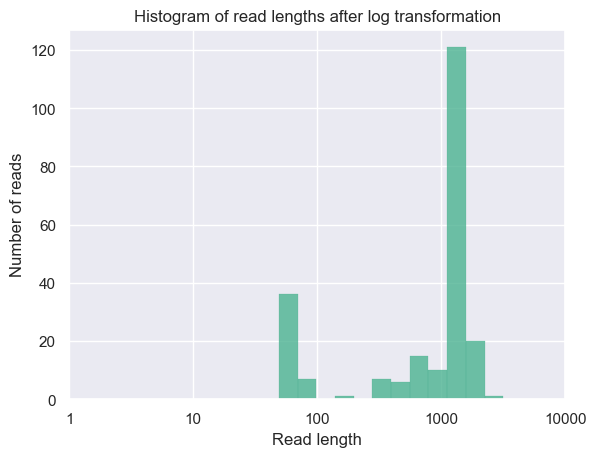 Histogram of read lengths after log transformation
120
100
80
60
40
20
0
Number of reads
1 10 100 1000 10000
Read length